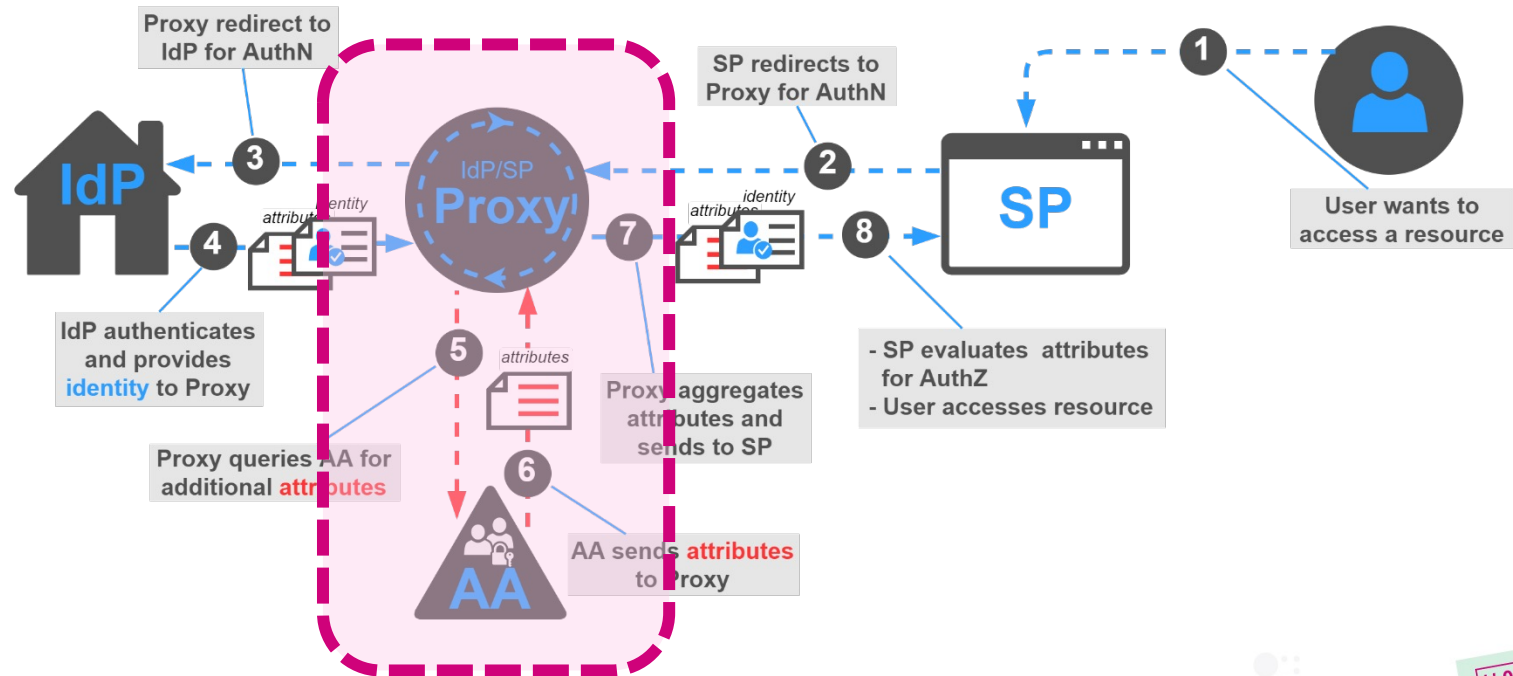 Proxy redirect to
IdP for AuthN
SP redirects to
Proxy for AuthN
1
User wants to
access a resource
IdP
3
IdP/SP
Proxy
2
SP
4
attributes
identity
7
attributes
identity
8
IdP authenticates
and provides
identity to Proxy
5
attributes
Proxy aggregates
attributes and
sends to SP
- SP evaluates attributes
for AuthZ
- User accesses resource
Proxy queries AA for
additional attributes
6
AA
AA sends attributes
to Proxy